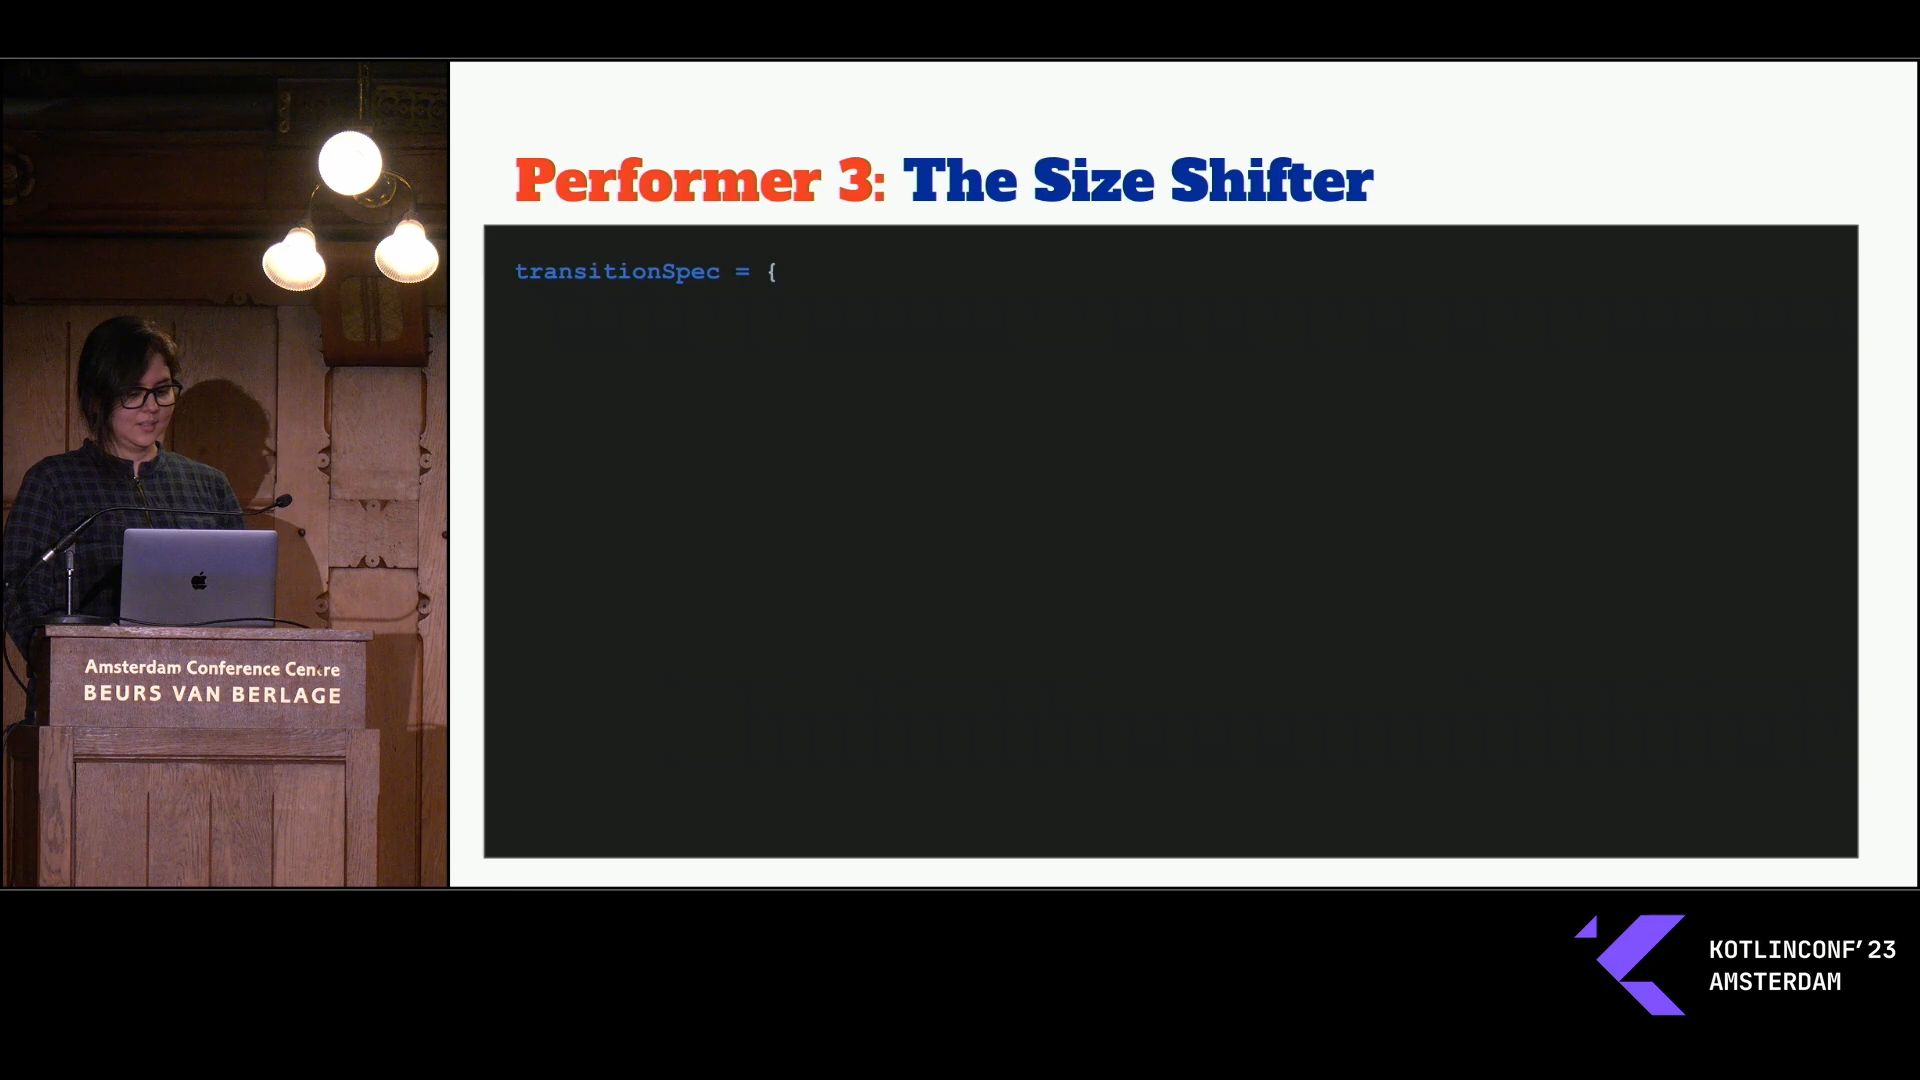 Performer 3: The Size Shifter
transitionSpec = {
Amsterdam Conference Centre
BEURS VAN BERLAGE
KOTLINCONF'23
AMSTERDAM